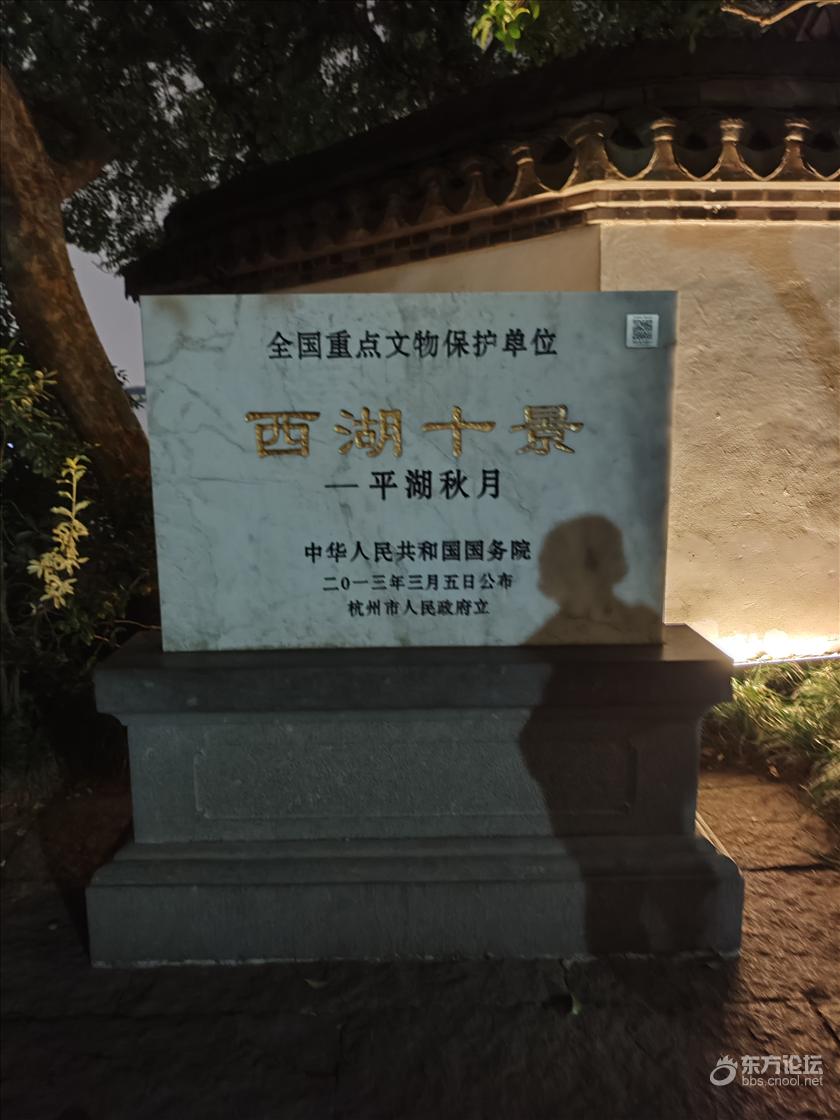 全国重点文物保护单位
西湖十景
—平湖秋月
中华人民共和国国务院
二〇一三年三月五日公布
杭州市人民政府立
东方论坛
bbs.cnool.net